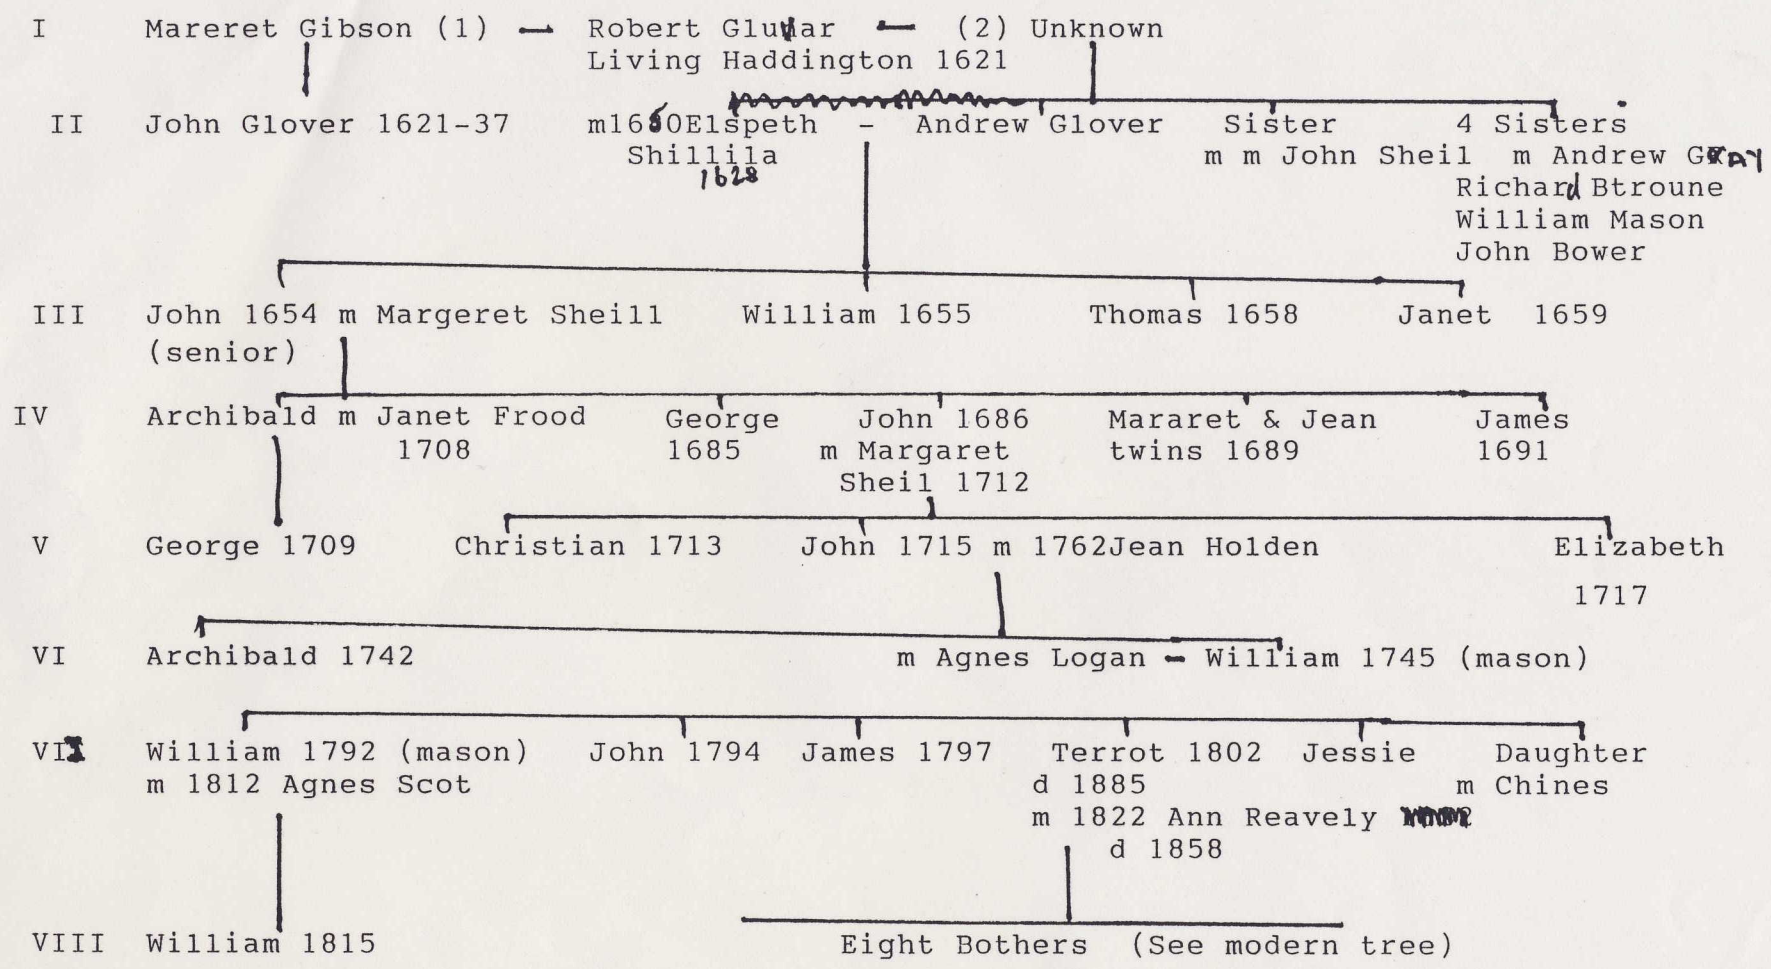 I Mareret Gibson (1) — Robert Gluvar — (2) Unknown
Living Haddington 1621
II John Glover 1621-37 m1650Elspeth - Andrew Glover Sister 4 Sisters
Shillila m m John Sheil m Andrew GRAY
1628
Richard Btroune
William Mason
John Bower
III John 1654 m Margeret Sheill William 1655 Thomas 1658 Janet 1659
(senior)
IV Archibald m Janet Frood George John 1686 Mararet & Jean James
1708 1685 m Margaret twins 1689 1691
Sheil 1712
V George 1709 Christian 1713 John 1715 m 1762Jean Holden Elizabeth
1717
VI Archibald 1742 m Agnes Logan - William 1745 (mason)
VII William 1792 (mason) John 1794 James 1797 Terrot 1802 Jessie Daughter
m 1812 Agnes Scot d 1885 m Chines
m 1822 Ann Reavely
d 1858
VIII William 1815 Eight Bothers (See modern tree)